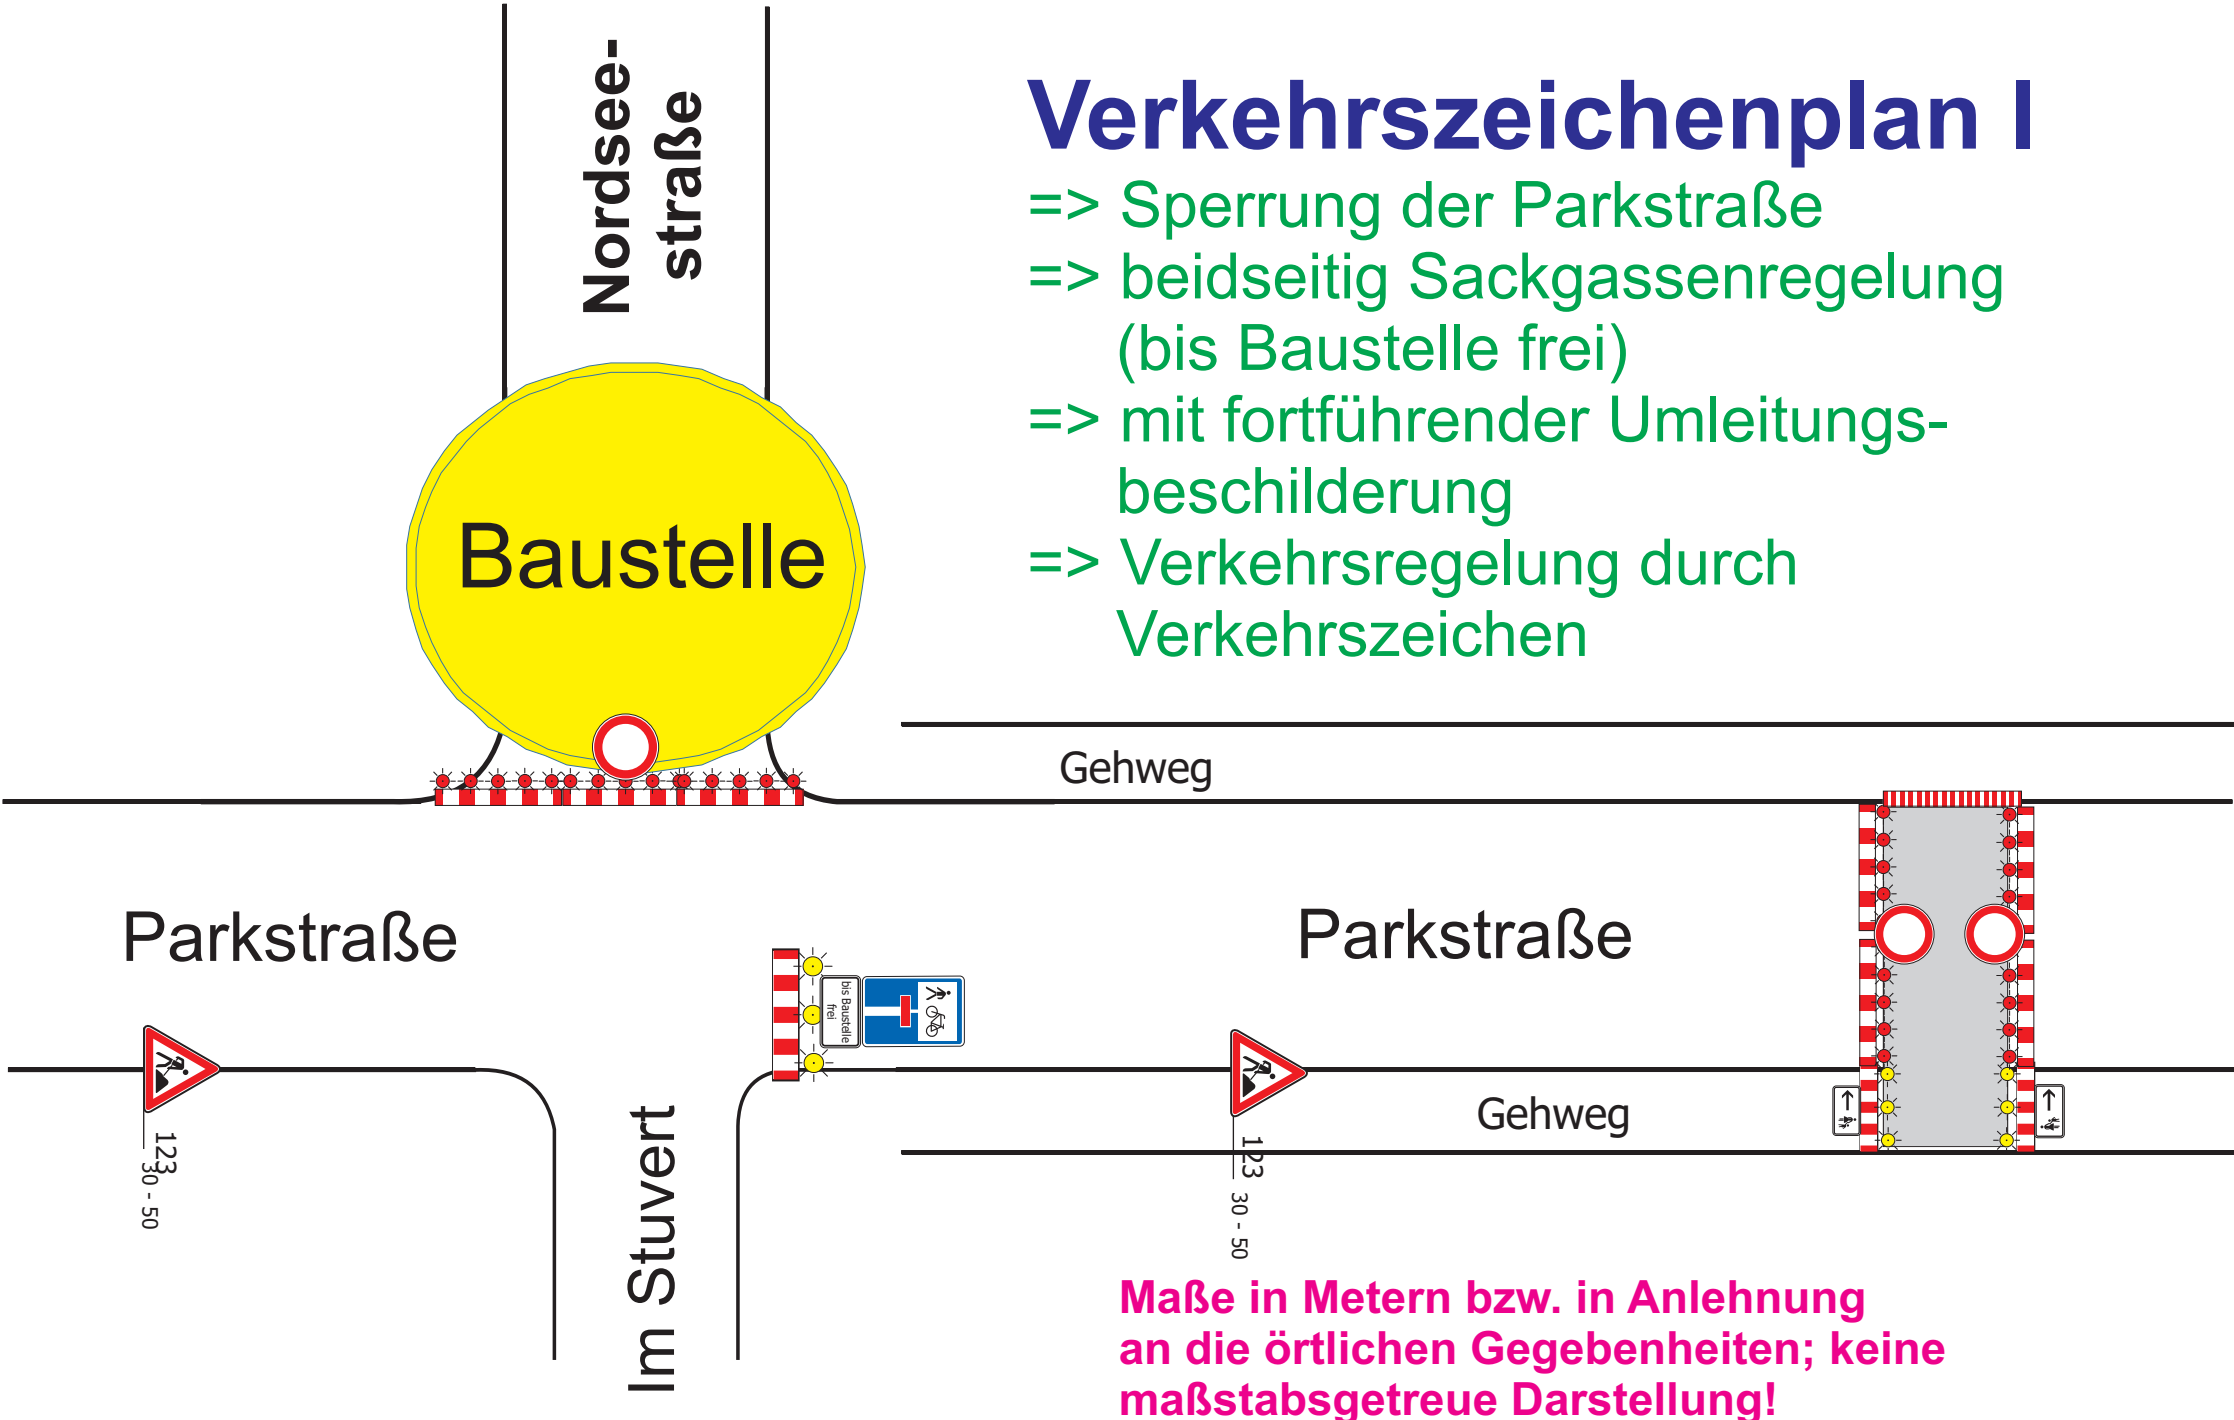 Nordsee-
straße
Verkehrszeichenplan I
=> Sperrung der Parkstraße
=> beidseitig Sackgassenregelung
(bis Baustelle frei)
=> mit fortführender Umleitungs-
beschilderung
=> Verkehrsregelung durch
Verkehrszeichen
Baustelle
Gehweg
Parkstraße
Parkstraße
bis Baustelle
frei
Gehweg
123
30 - 50
Im Stuvert
123
30 - 50
Maße in Metern bzw. in Anlehnung
an die örtlichen Gegebenheiten; keine
maßstabsgetreue Darstellung!